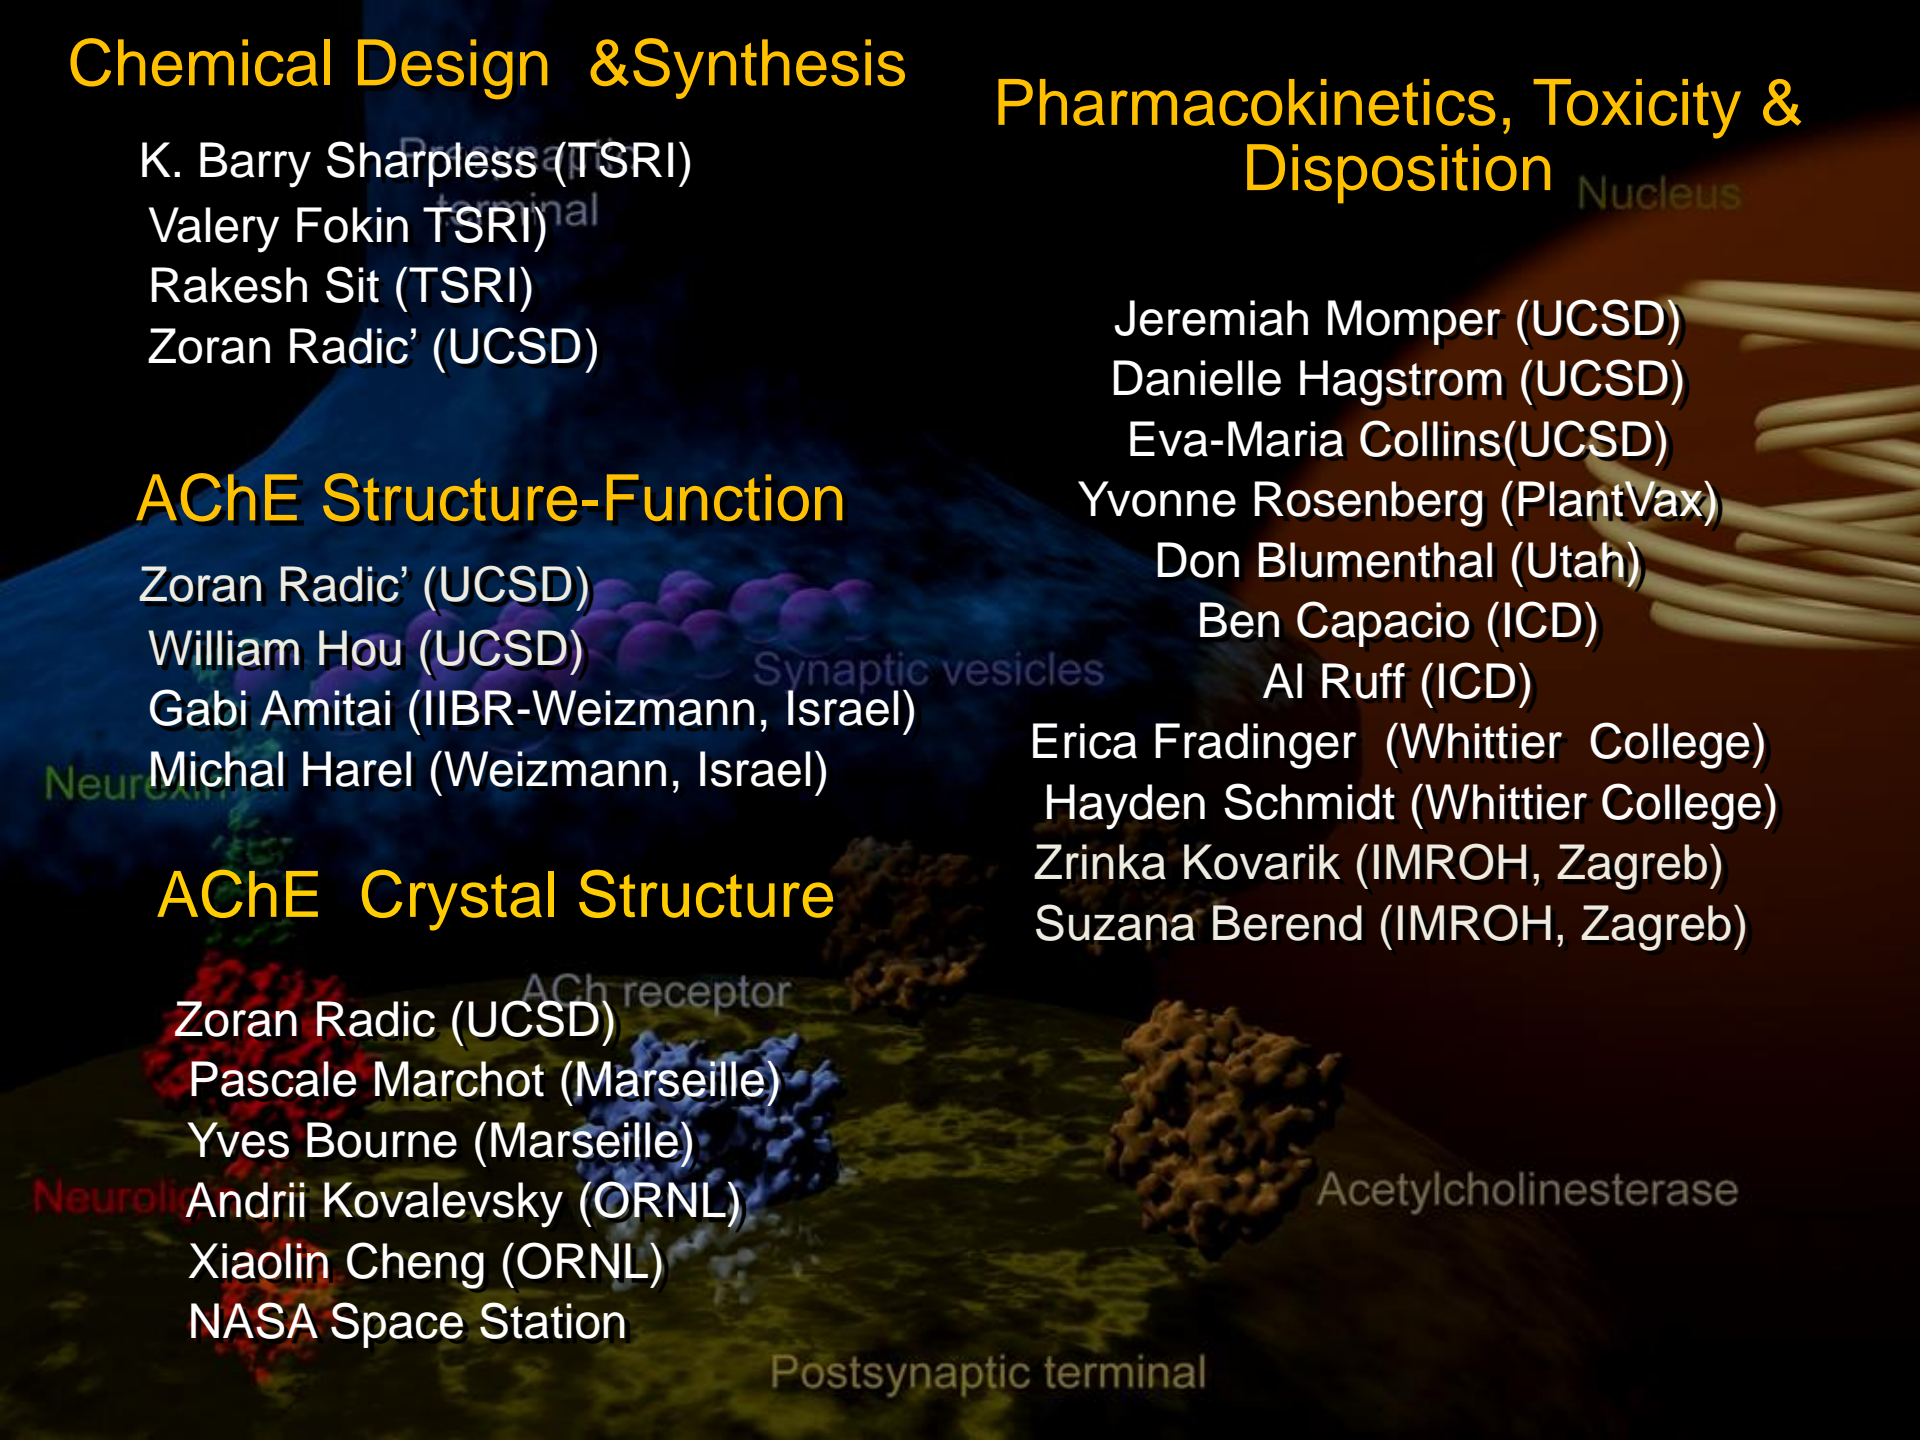 Chemical Design  &Synthesis
K. Barry Sharpless (TSRI)
Valery Fokin TSRI)
Rakesh Sit (TSRI)
Zoran Radic’ (UCSD)
AChE Structure-Function
Zoran Radic’ (UCSD)
William Hou (UCSD)
Gabi Amitai (IIBR-Weizmann, Israel)
Michal Harel (Weizmann, Israel)
AChE  Crystal Structure
Zoran Radic (UCSD)
Pascale Marchot (Marseille)
Yves Bourne (Marseille)
Andrii Kovalevsky (ORNL)
Xiaolin Cheng (ORNL)
NASA Space Station
Pharmacokinetics, Toxicity &
Disposition
Jeremiah Momper (UCSD)
Danielle Hagstrom (UCSD)
Eva-Maria Collins(UCSD)
Yvonne Rosenberg (PlantVax)
Don Blumenthal (Utah)
Ben Capacio (ICD)
Al Ruff (ICD)
Erica Fradinger  (Whittier  College)
Hayden Schmidt (Whittier College)
Zrinka Kovarik (IMROH, Zagreb)
Suzana Berend (IMROH, Zagreb)
Presynaptic
terminal
Nucleus
Synaptic vesicles
Neurexin
ACh receptor
Neuroligin
Acetylcholinesterase
Postsynaptic terminal